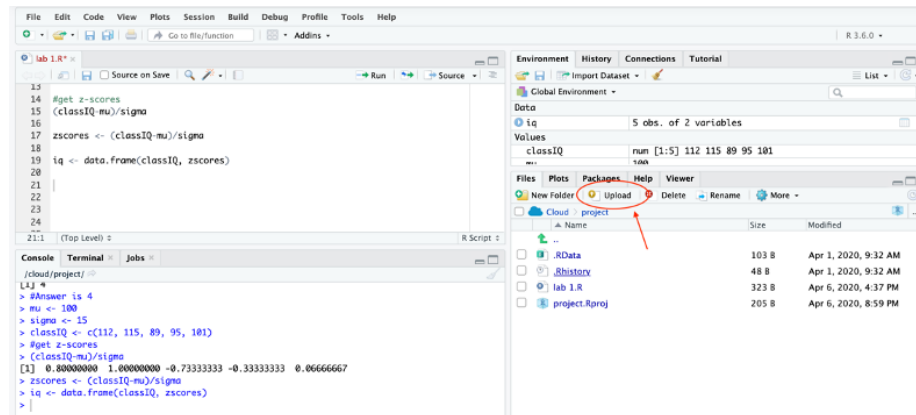 File Edit Code View Plots Session Build Debug Profile Tools Help
Go to file/function Addins R 3.6.0
lab 1.R*
Source on Save Run Source
13
14 #get z-scores
15 (classIQ-mu)/sigma
16
17 zscores <- (classIQ-mu)/sigma
18
19 iq <- data.frame(classIQ, zscores)
20
21
22
23
24
21:1 (Top Level) R Script
Console Terminal Jobs
/cloud/project/
[1] 4
> #Answer is 4
> mu <- 100
> sigma <- 15
> classIQ <- c(112, 115, 89, 95, 101)
> #get z-scores
> (classIQ-mu)/sigma
[1] 0.80000000 1.00000000 -0.73333333 -0.33333333 0.06666667
> zscores <- (classIQ-mu)/sigma
> iq <- data.frame(classIQ, zscores)
>
Environment History Connections Tutorial
Import Dataset List
Global Environment
Data
iq 5 obs. of 2 variables
Values
classIQ num [1:5] 112 115 89 95 101
mu 100
Files Plots Packages Help Viewer
New Folder Upload Delete Rename More
Cloud project
Name Size Modified
..
.RData 103 B Apr 1, 2020, 9:32 AM
.Rhistory 48 B Apr 1, 2020, 9:32 AM
lab 1.R 323 B Apr 6, 2020, 4:37 PM
project.Rproj 205 B Apr 6, 2020, 8:59 PM